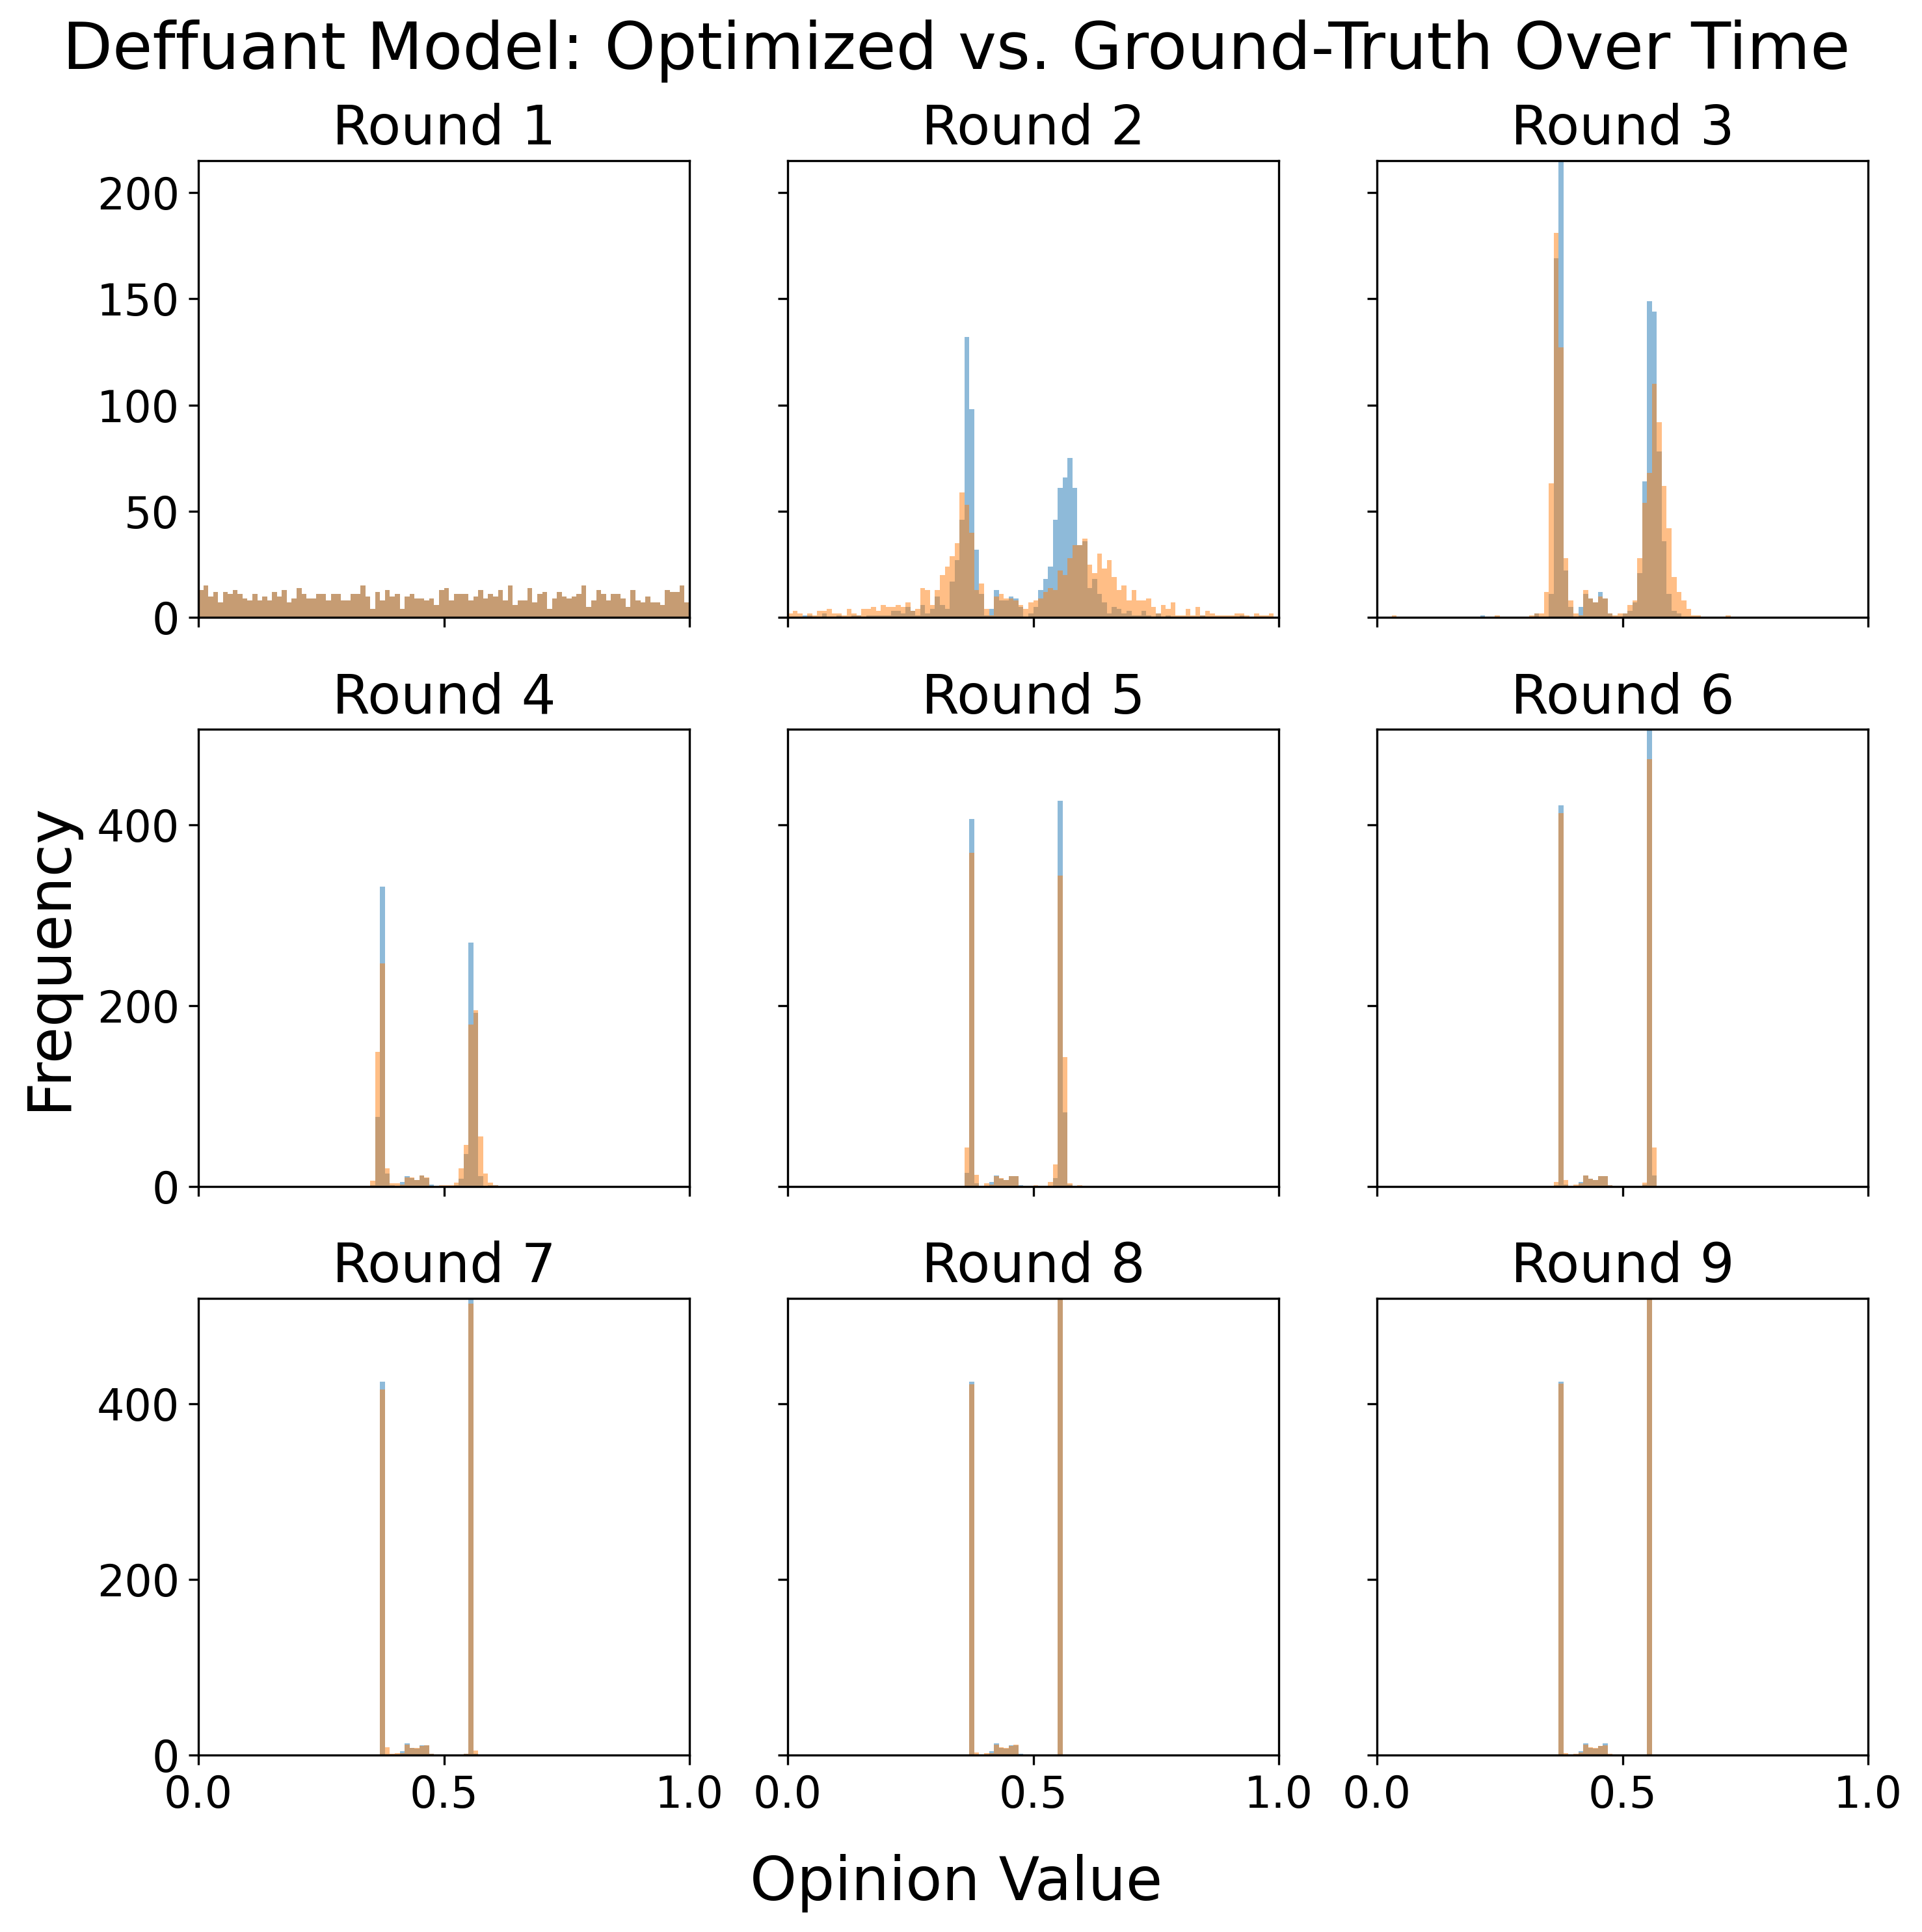 Deffuant Model: Optimized vs. Ground-Truth Over Time
Round 1
Round 2
Round 3
200
150
100
50
0
Round 4
Round 5
Round 6
Frequency
400
200
0
Round 7
Round 8
Round 9
400
200
0
0.0 0.5 1.0
0.0 0.5 1.0
0.0 0.5 1.0
Opinion Value